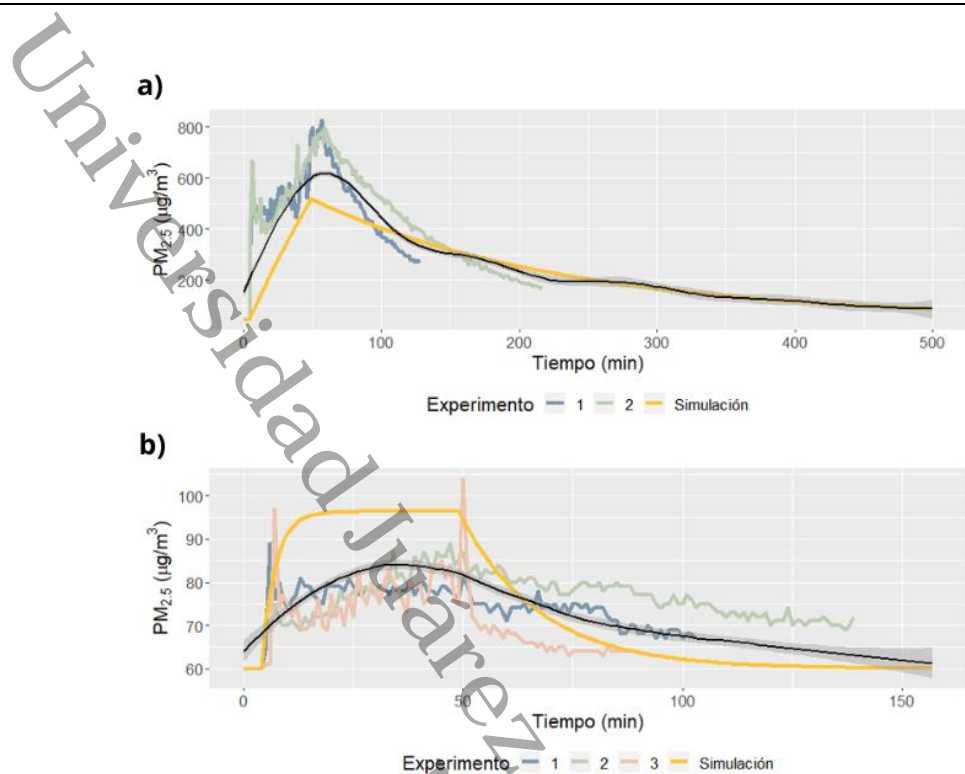 Universidad Juárez
a)
800
600
400
200
PM2.5 (µg/m³)
0 100 200 300 400 500
Tiempo (min)
Experimento 1 2 Simulación
b)
100
90
80
70
60
PM2.5 (µg/m³)
0 50 100 150
Tiempo (min)
Experimento 1 2 3 Simulación